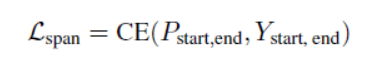 ℒ_span = CE(P_start,end, Y_start, end)